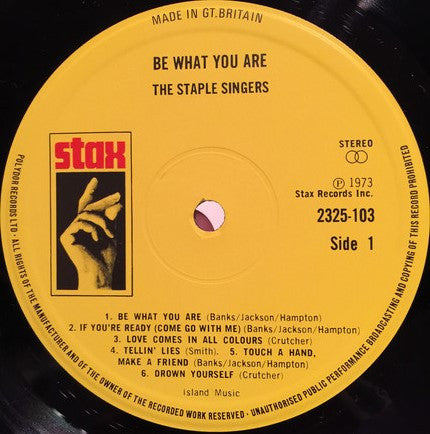 MADE IN GT. BRITAIN
BE WHAT YOU ARE
THE STAPLE SINGERS
stax
STEREO
Ⓟ 1973
Stax Records Inc.
2325-103
Side 1
1. BE WHAT YOU ARE (Banks/Jackson/Hampton)
2. IF YOU'RE READY (COME GO WITH ME) (Banks/Jackson/Hampton)
3. LOVE COMES IN ALL COLOURS (Crutcher)
4. TELLIN' LIES (Smith). 5. TOUCH A HAND,
MAKE A FRIEND (Banks/Jackson/Hampton)
6. DROWN YOURSELF (Crutcher)
island Music
POLYDOR RECORDS LTD · ALL RIGHTS OF THE MANUFACTURER AND OF THE OWNER OF THE RECORDED WORK RESERVED · UNAUTHORISED PUBLIC PERFORMANCE BROADCASTING AND COPYING OF THIS RECORD PROHIBITED